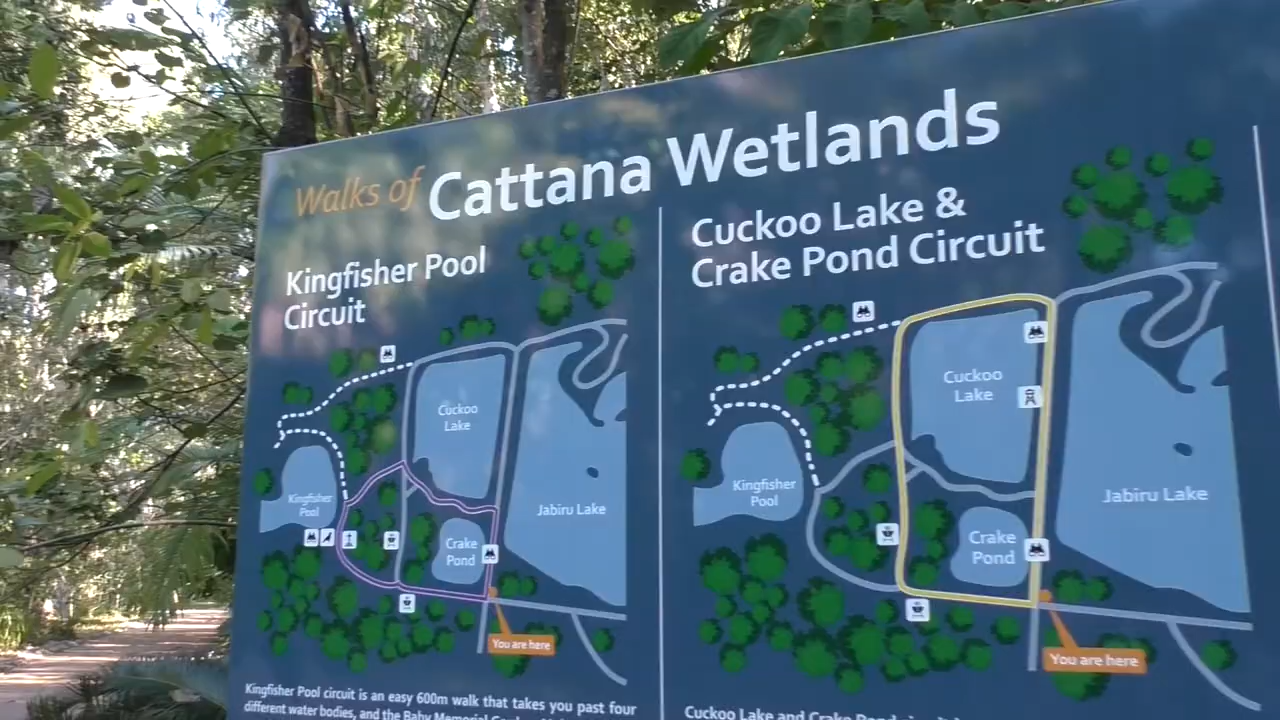 Walks of Cattana Wetlands
Kingfisher Pool
Circuit
Cuckoo
Lake
Kingfisher
Pool
Jabiru Lake
Crake
Pond
You are here
Kingfisher Pool circuit is an easy 600m walk that takes you past four
different water bodies, and the Baby Memorial
Cuckoo Lake &
Crake Pond Circuit
Cuckoo
Lake
Kingfisher
Pool
Jabiru Lake
Crake
Pond
You are here
Cuckoo Lake and Crake Pond